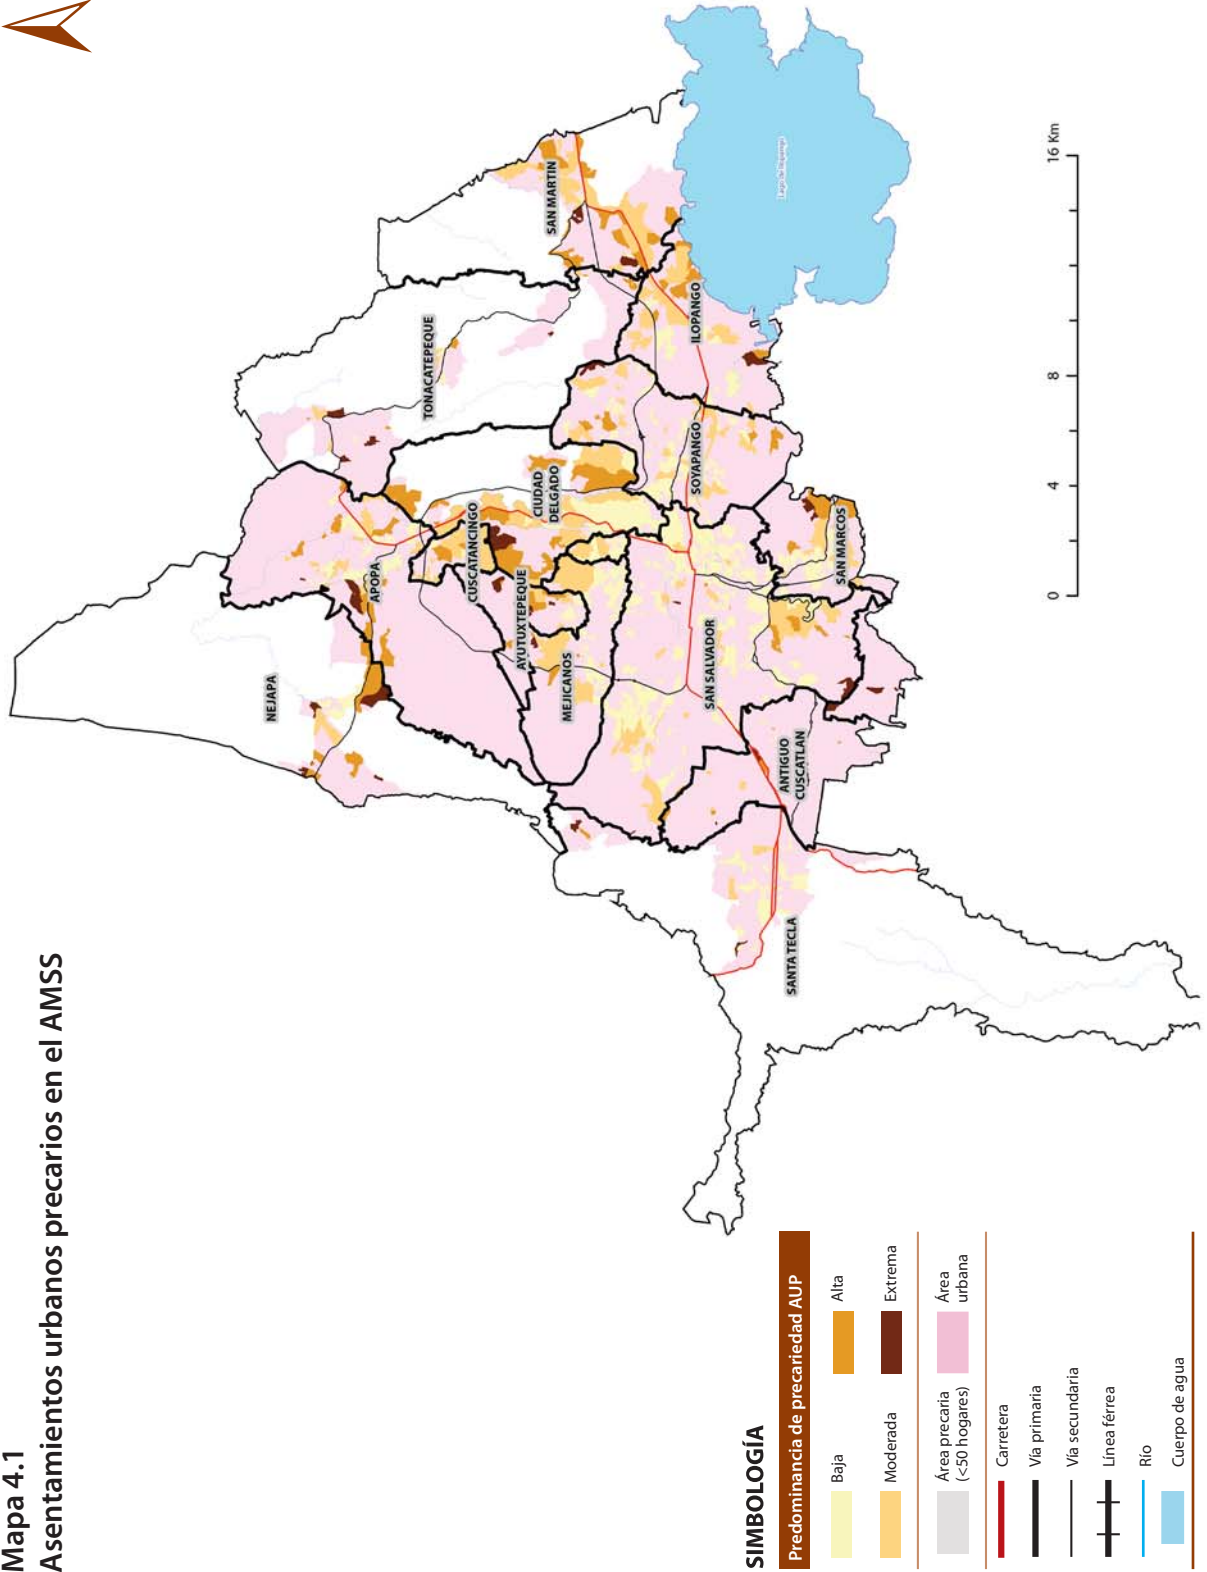 Mapa 4.1
Asentamientos urbanos precarios en el AMSS
NEJAPA
APOPA
TONACATEPEQUE
CUSCATANCINGO
CIUDAD
DELGADO
AYUTUXTEPEQUE
MEJICANOS
SAN MARTIN
ILOPANGO
SOYAPANGO
SAN SALVADOR
SAN MARCOS
ANTIGUO
CUSCATLAN
SANTA TECLA
Lago de Ilopango
0
4
8
16 Km
SIMBOLOGÍA
Predominancia de precariedad AUP
Baja
Alta
Moderada
Extrema
Área precaria
(<50 hogares)
Área
urbana
Carretera
Vía primaria
Vía secundaria
Línea férrea
Río
Cuerpo de agua